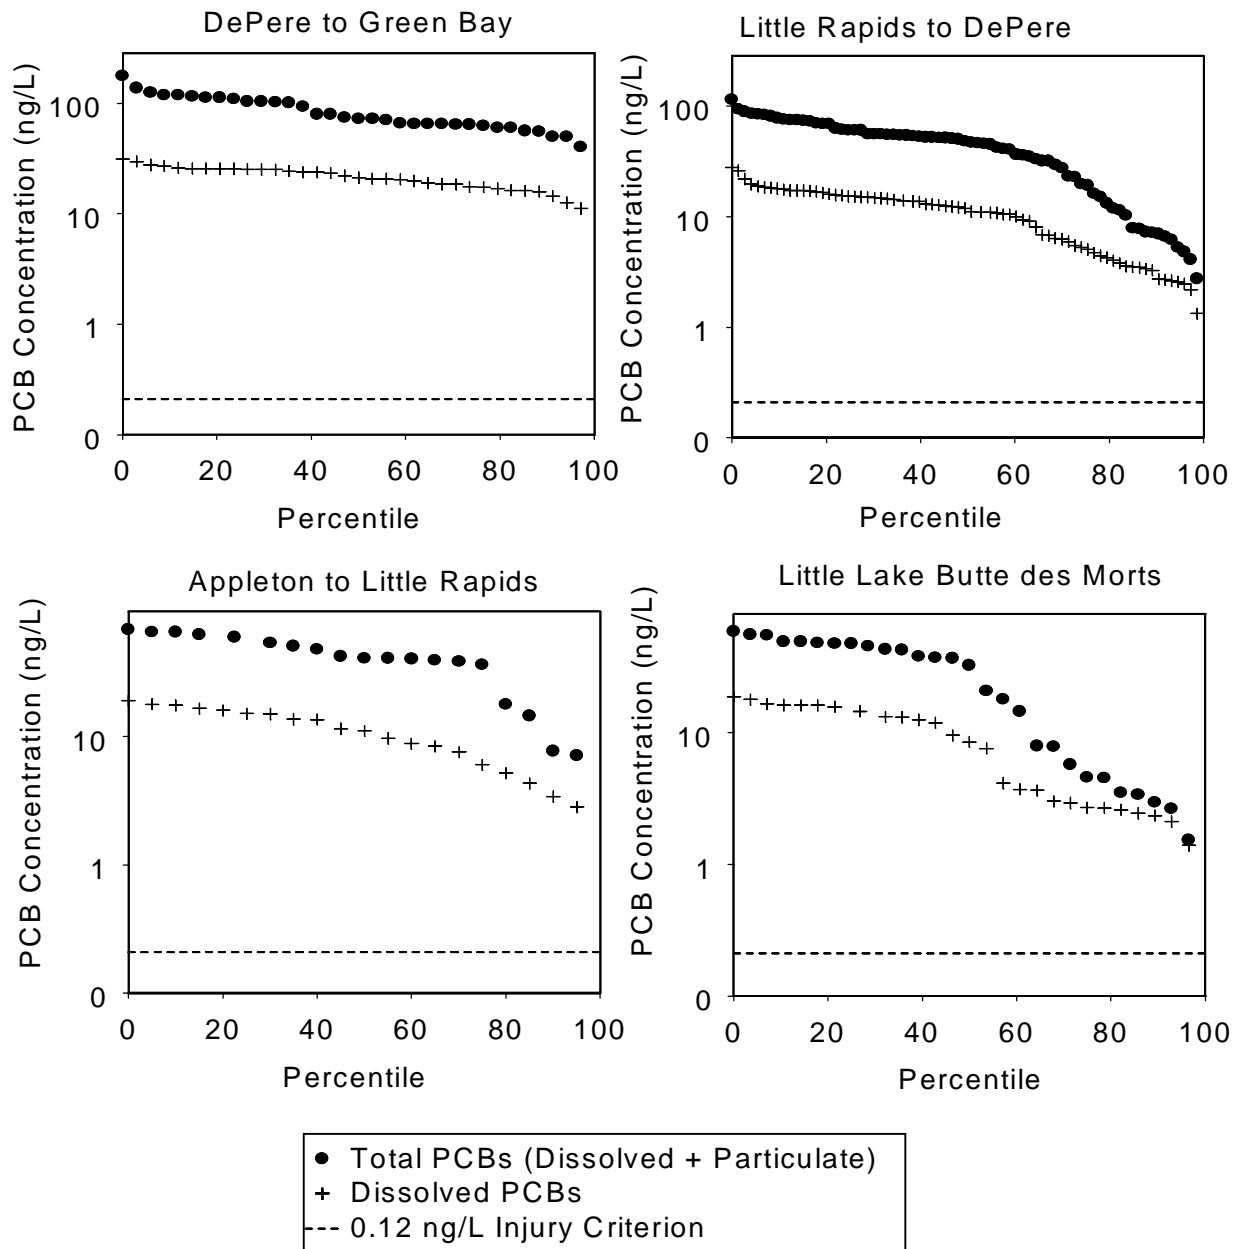 DePere to Green Bay
PCB Concentration (ng/L)
100
10
1
0
0 20 40 60 80 100
Percentile
Little Rapids to DePere
PCB Concentration (ng/L)
100
10
1
0
0 20 40 60 80 100
Percentile
Appleton to Little Rapids
PCB Concentration (ng/L)
10
1
0
0 20 40 60 80 100
Percentile
Little Lake Butte des Morts
PCB Concentration (ng/L)
10
1
0
0 20 40 60 80 100
Percentile
Total PCBs (Dissolved + Particulate)
Dissolved PCBs
0.12 ng/L Injury Criterion